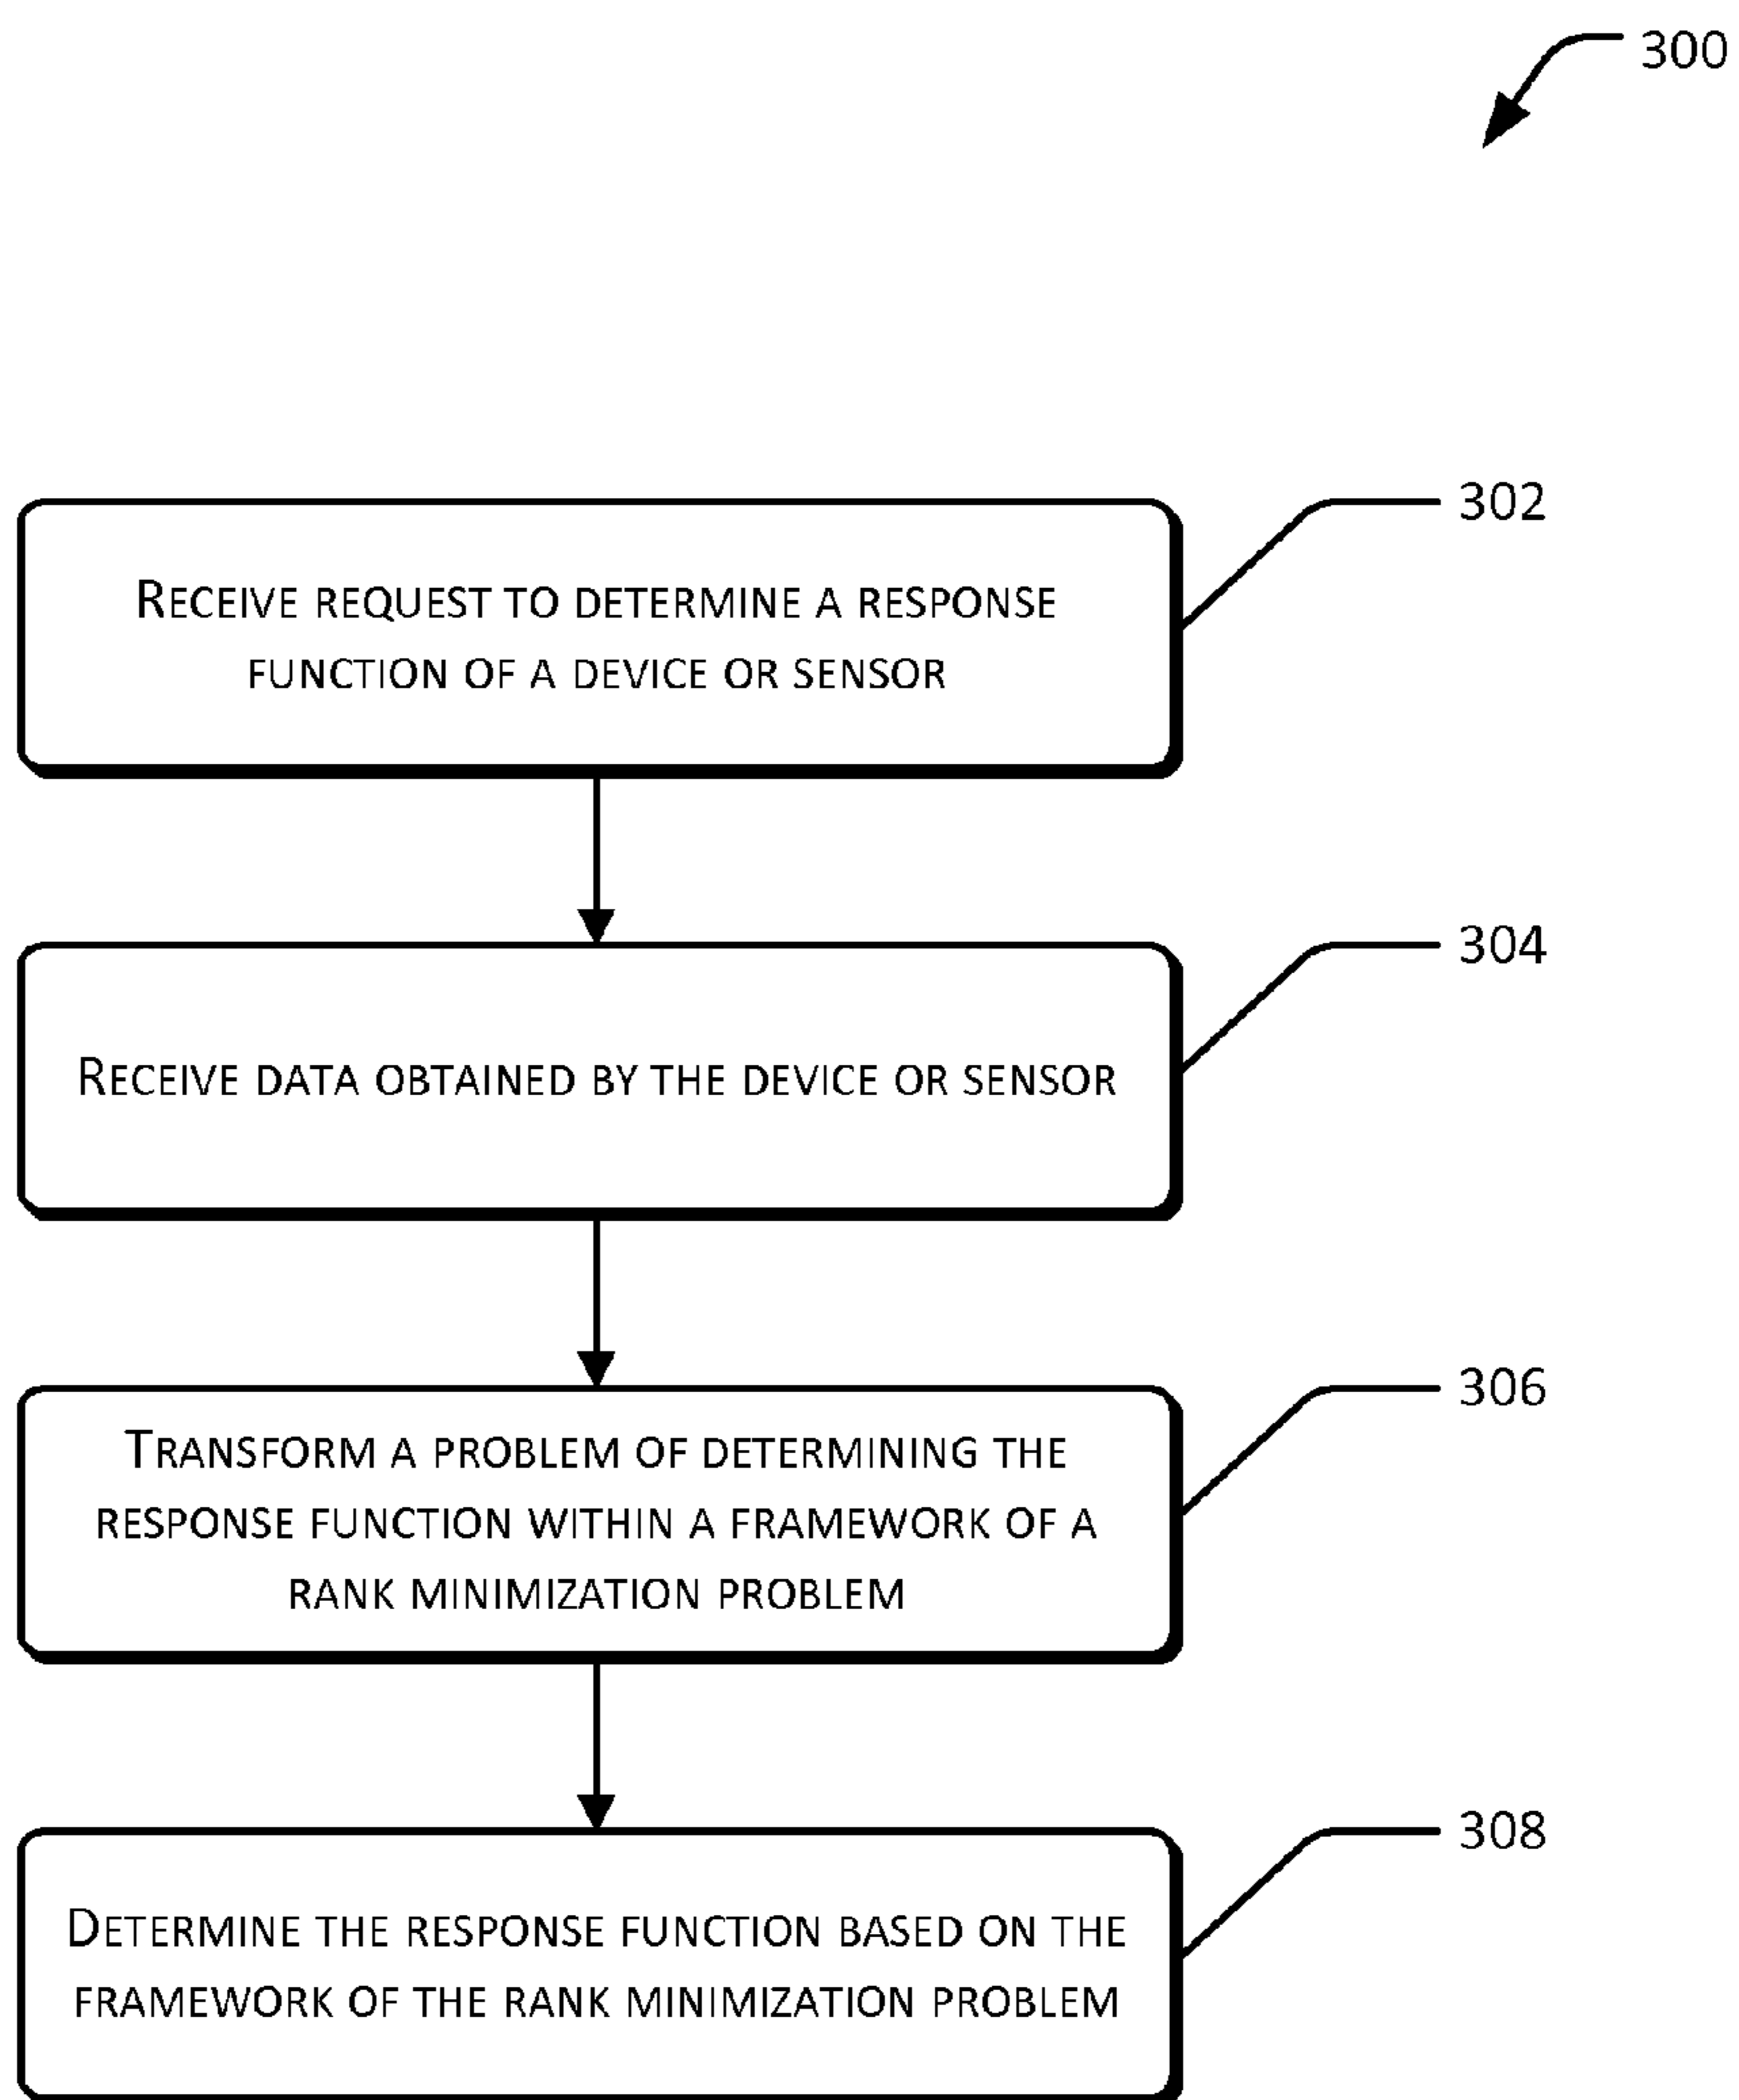 300
302
RECEIVE REQUEST TO DETERMINE A RESPONSE
FUNCTION OF A DEVICE OR SENSOR
304
RECEIVE DATA OBTAINED BY THE DEVICE OR SENSOR
306
TRANSFORM A PROBLEM OF DETERMINING THE
RESPONSE FUNCTION WITHIN A FRAMEWORK OF A
RANK MINIMIZATION PROBLEM
308
DETERMINE THE RESPONSE FUNCTION BASED ON THE
FRAMEWORK OF THE RANK MINIMIZATION PROBLEM